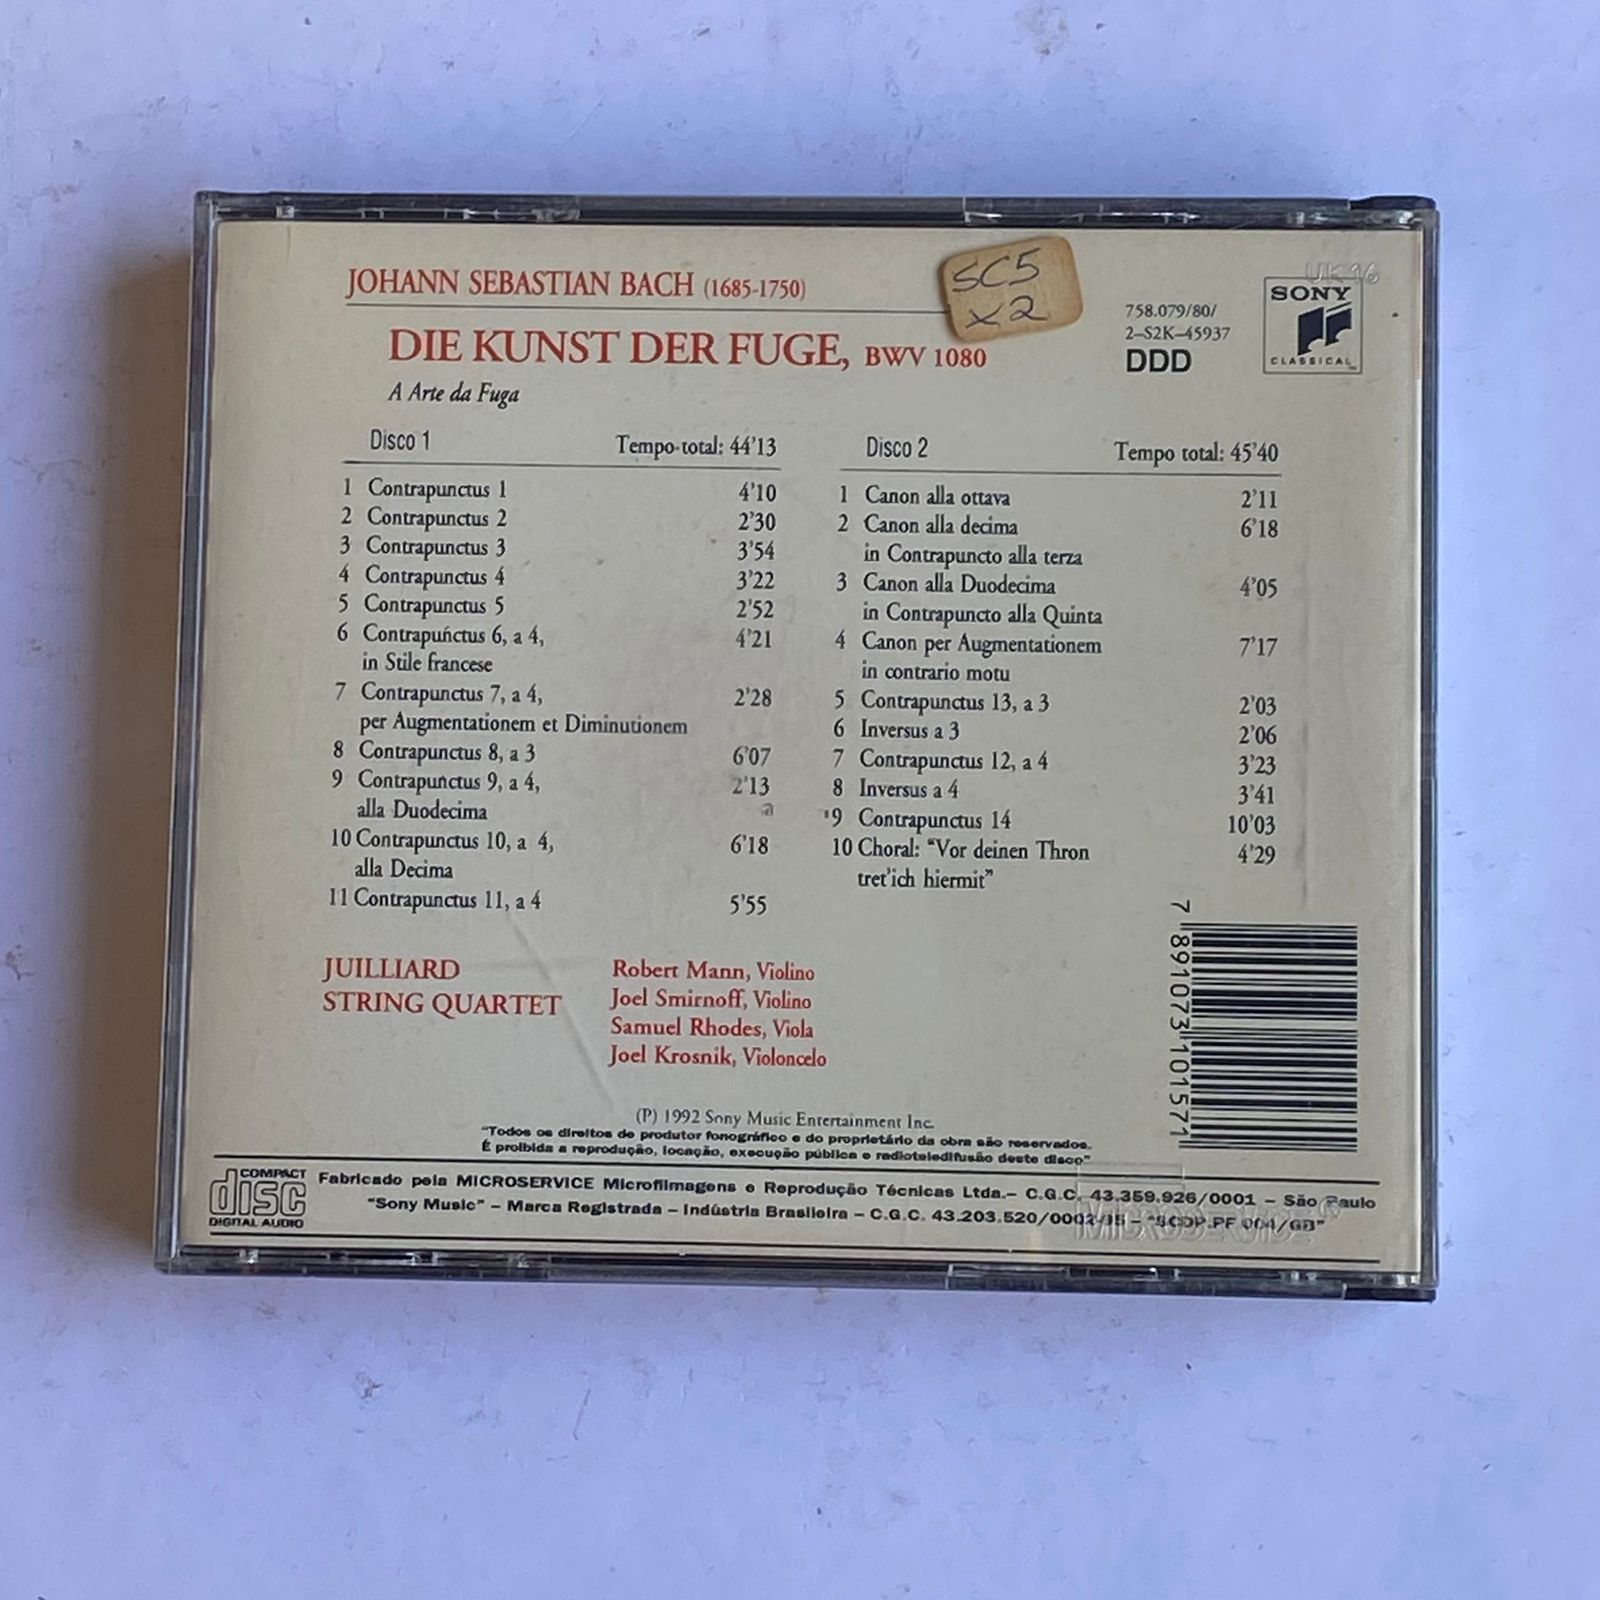 JOHANN SEBASTIAN BACH (1685-1750)
DIE KUNST DER FUGE, BWV 1080
A Arte da Fuga
SC5
x2
758.079/80/
2-S2K-45937
DDD
UK 16
SONY
CLASSICAL
Disco 1 Tempo total: 44'13
1 Contrapunctus 1 4'10
2 Contrapunctus 2 2'30
3 Contrapunctus 3 3'54
4 Contrapunctus 4 3'22
5 Contrapunctus 5 2'52
6 Contrapunctus 6, a 4, 4'21
in Stile francese
7 Contrapunctus 7, a 4, 2'28
per Augmentationem et Diminutionem
8 Contrapunctus 8, a 3 6'07
9 Contrapunctus 9, a 4, 2'13
alla Duodecima a
10 Contrapunctus 10, a 4, 6'18
alla Decima
11 Contrapunctus 11, a 4 5'55
Disco 2 Tempo total: 45'40
1 Canon alla ottava 2'11
2 Canon alla decima 6'18
in Contrapuncto alla terza
3 Canon alla Duodecima 4'05
in Contrapuncto alla Quinta
4 Canon per Augmentationem 7'17
in contrario motu
5 Contrapunctus 13, a 3 2'03
6 Inversus a 3 2'06
7 Contrapunctus 12, a 4 3'23
8 Inversus a 4 3'41
9 Contrapunctus 14 10'03
10 Choral: "Vor deinen Thron 4'29
tret'ich hiermit"
JUILLIARD
STRING QUARTET
Robert Mann, Violino
Joel Smirnoff, Violino
Samuel Rhodes, Viola
Joel Krosnik, Violoncelo
7 891073 101571
(P) 1992 Sony Music Entertainment Inc.
"Todos os direitos de produtor fonográfico e do proprietário da obra são reservados.
É proibida a reprodução, locação, execução pública e radioteledifusão deste disco"
COMPACT
disc
DIGITAL AUDIO
Fabricado pela MICROSERVICE Microfilmagens e Reprodução Técnicas Ltda.- C.G.C. 43.359.926/0001 - São Paulo
"Sony Music" - Marca Registrada - Indústria Brasileira - C.G.C. 43.203.520/0002
MICROSERVICE